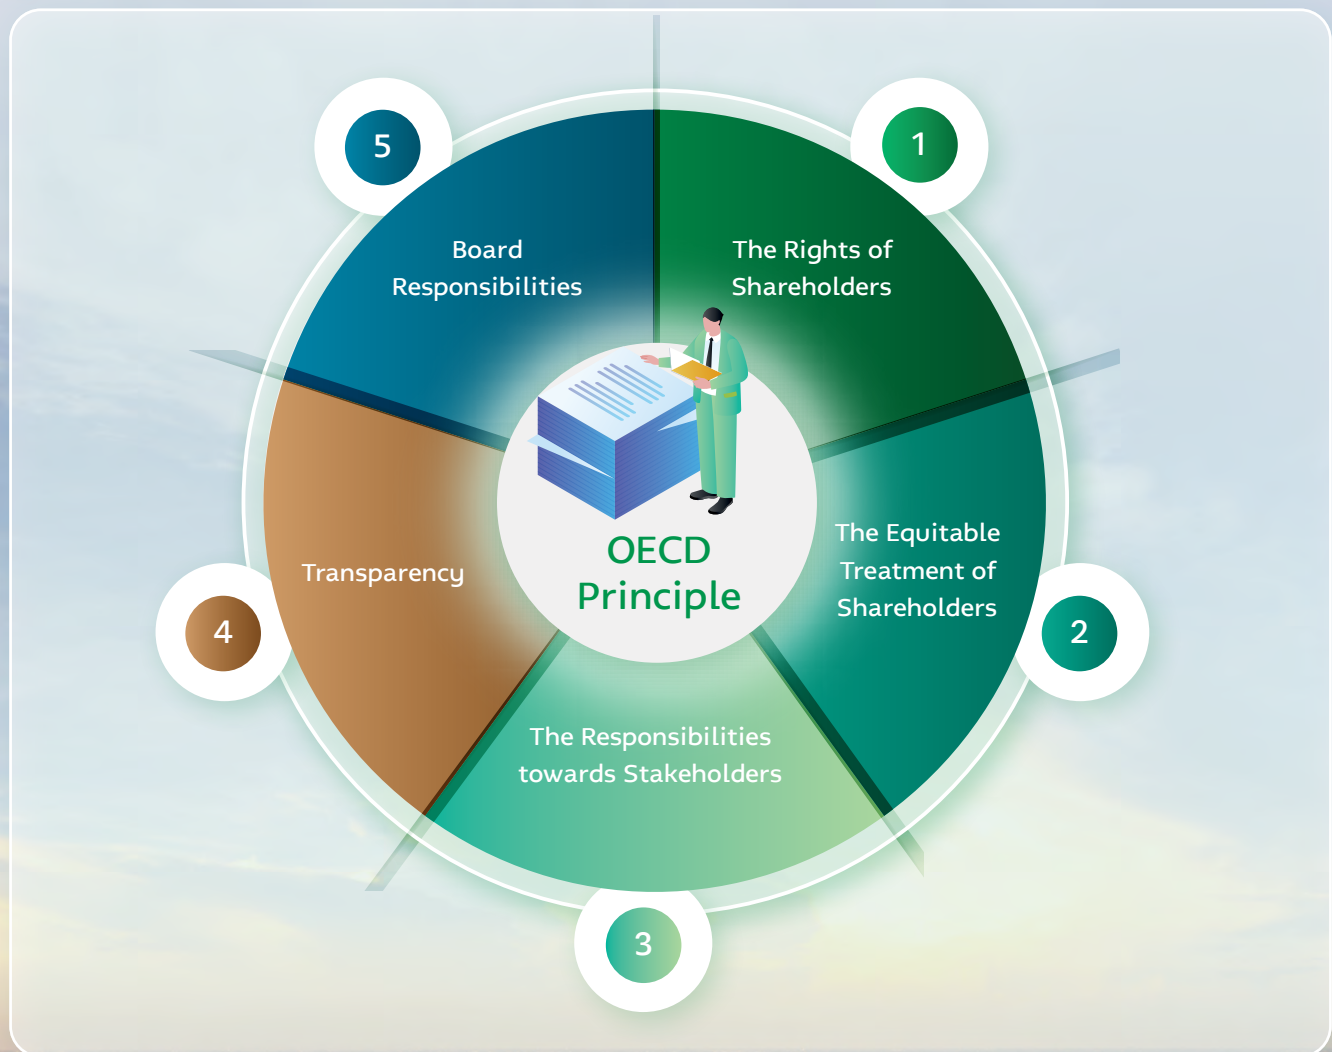 OECD
Principle
1
The Rights of
Shareholders
2
The Equitable
Treatment of
Shareholders
3
The Responsibilities
towards Stakeholders
4
Transparency
5
Board
Responsibilities